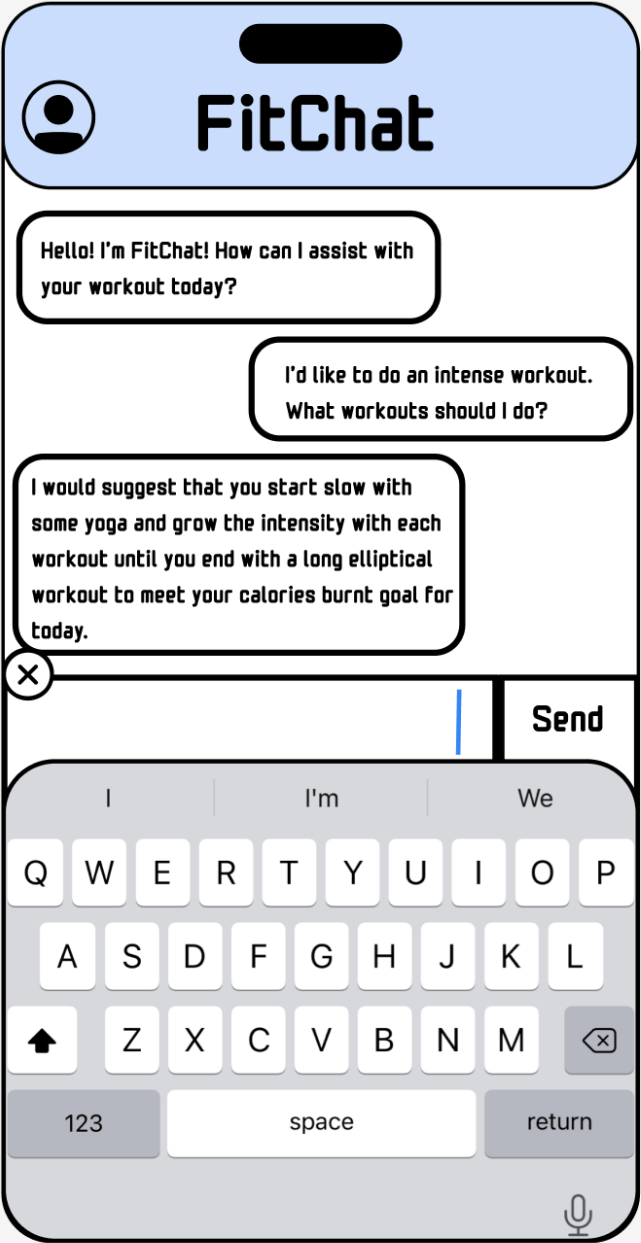 FitChat
Hello! I'm FitChat! How can I assist with
your workout today?
I'd like to do an intense workout.
What workouts should I do?
I would suggest that you start slow with
some yoga and grow the intensity with each
workout until you end with a long elliptical
workout to meet your calories burnt goal for
today.
Send
I I'm We
Q W E R T Y U I O P
A S D F G H J K L
Z X C V B N M
123 space return